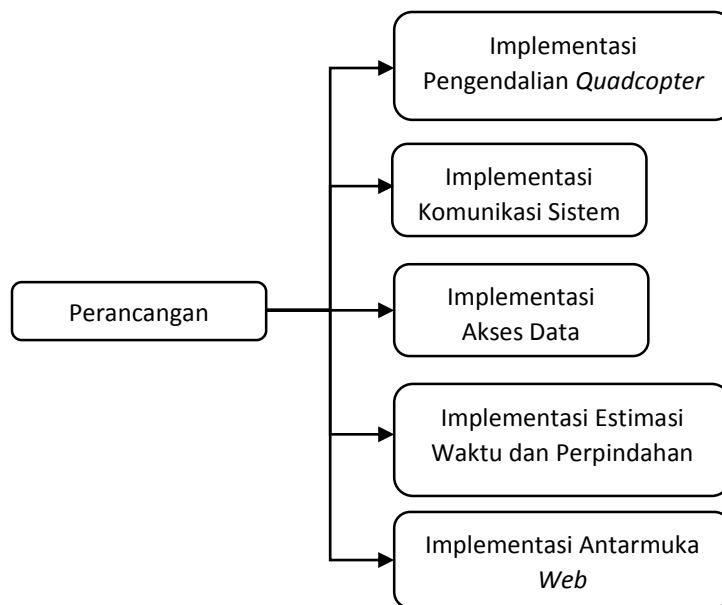 Implementasi
Pengendalian Quadcopter
Implementasi
Komunikasi Sistem
Perancangan
Implementasi
Akses Data
Implementasi Estimasi
Waktu dan Perpindahan
Implementasi Antarmuka
Web